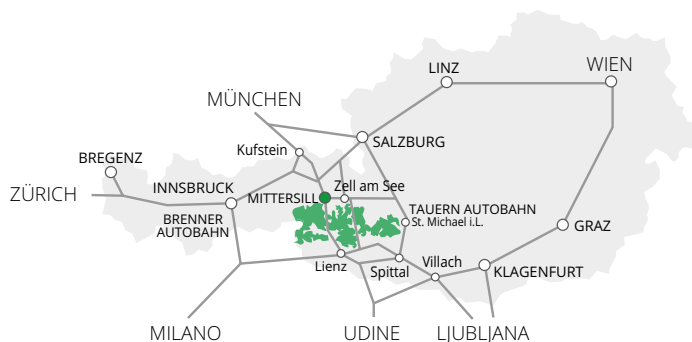 WIEN
LINZ
MÜNCHEN
SALZBURG
Kufstein
BREGENZ
ZÜRICH
INNSBRUCK
MITTERSILL
Zell am See
BRENNER
AUTOBAHN
TAUERN AUTOBAHN
St. Michael i.L.
GRAZ
Lienz
Spittal
Villach
KLAGENFURT
MILANO
UDINE
LJUBLJANA